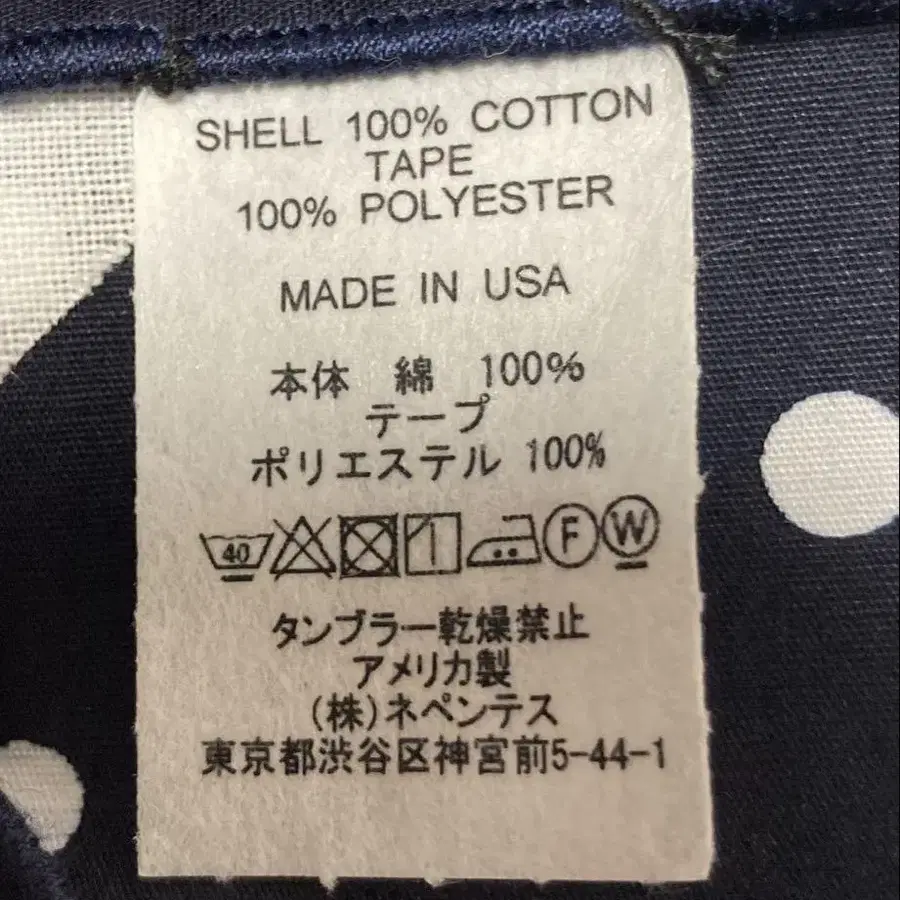 SHELL 100% COTTON
TAPE
100% POLYESTER
MADE IN USA
本体 綿 100%
テープ
ポリエステル 100%
40 F W
タンブラー乾燥禁止
アメリカ製
(株)ネペンテス
東京都渋谷区神宮前5-44-1